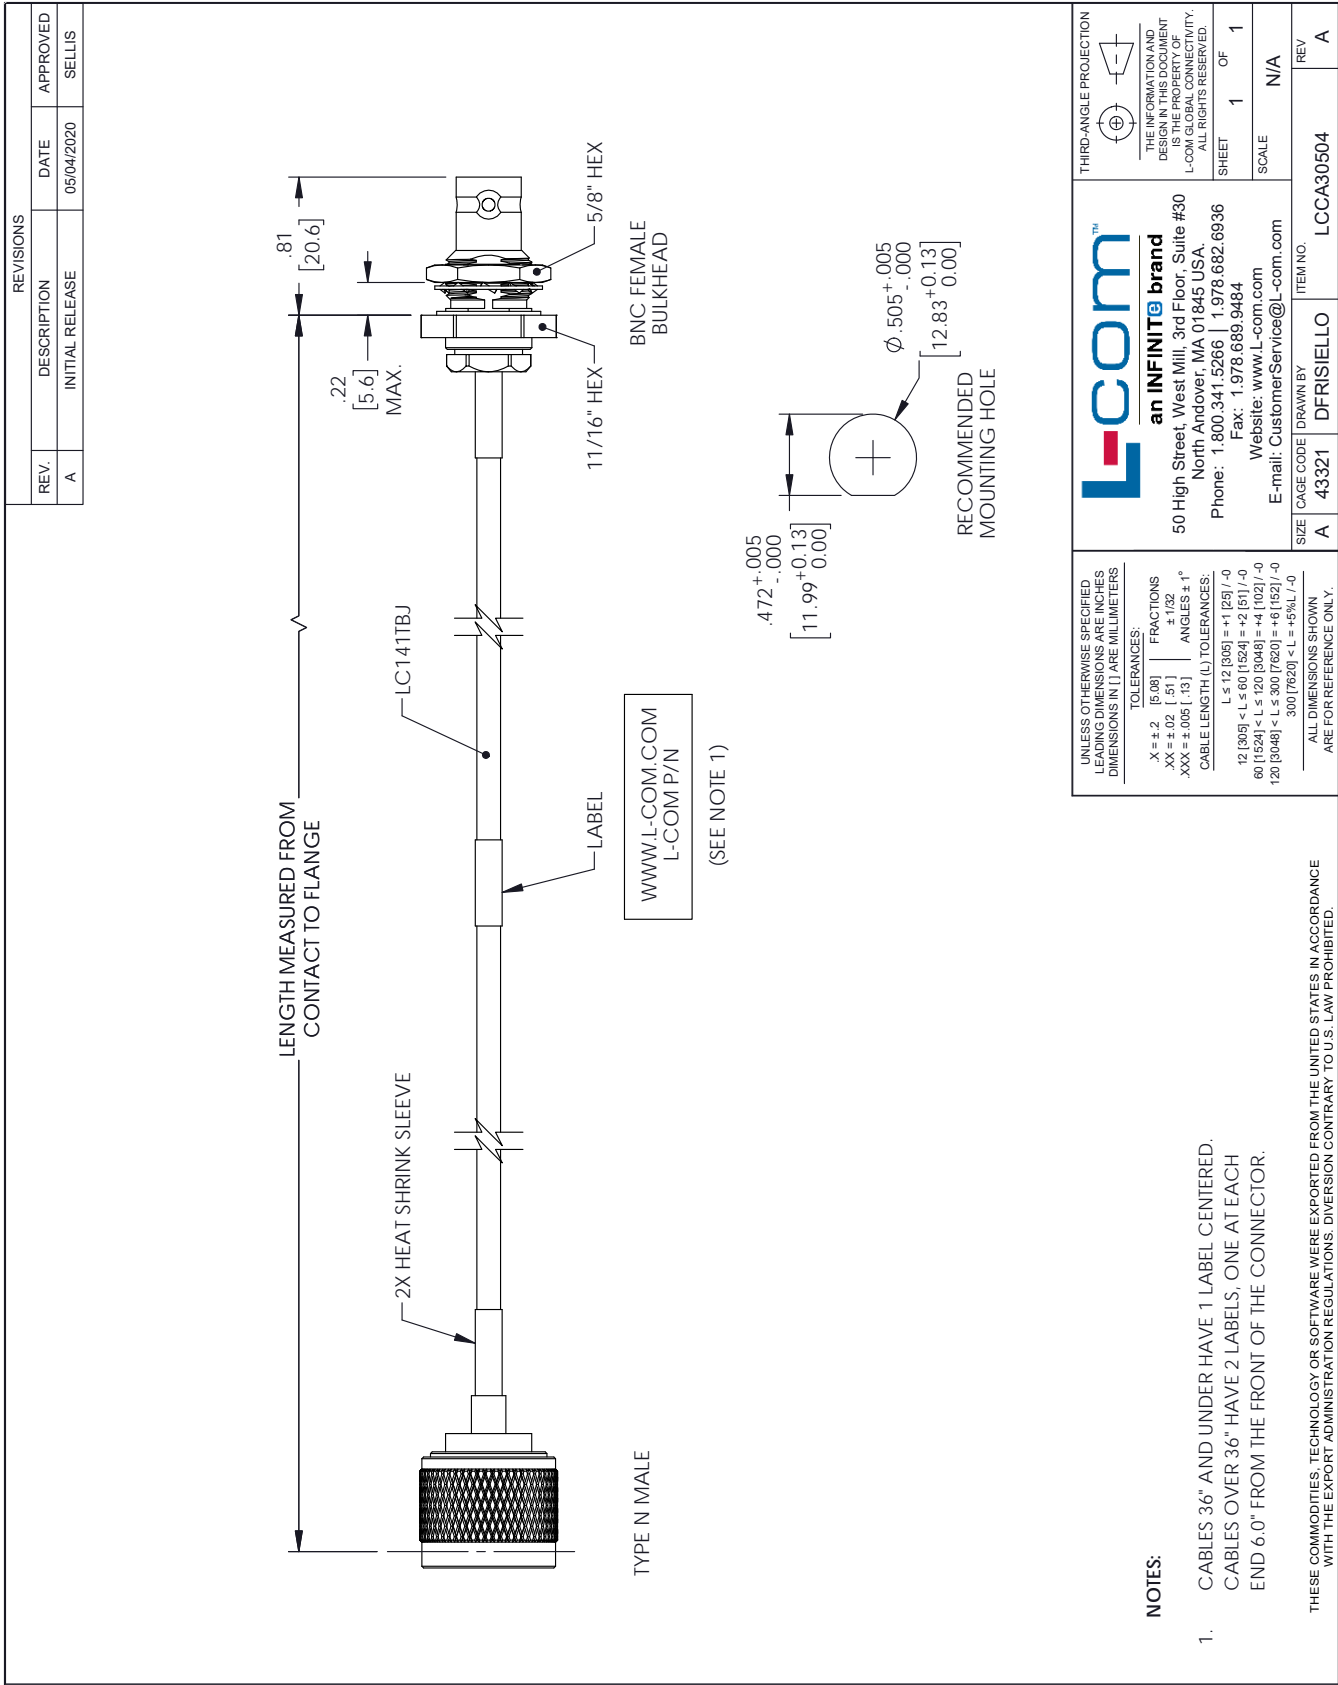 REVISIONS
REV. DESCRIPTION DATE APPROVED
A INITIAL RELEASE 05/04/2020 SELLIS
LENGTH MEASURED FROM
CONTACT TO FLANGE
.81
[20.6]
.22
[5.6]
MAX.
2X HEAT SHRINK SLEEVE
LC141TBJ
LABEL
11/16" HEX
5/8" HEX
TYPE N MALE
BNC FEMALE
BULKHEAD
WWW.L-COM.COM
L-COM P/N
(SEE NOTE 1)
.472 +.005
-.000
[11.99 +0.13]
0.00
Ø .505 +.005
-.000
[12.83 +0.13]
0.00
RECOMMENDED
MOUNTING HOLE
NOTES:
1. CABLES 36" AND UNDER HAVE 1 LABEL CENTERED.
CABLES OVER 36" HAVE 2 LABELS, ONE AT EACH
END 6.0" FROM THE FRONT OF THE CONNECTOR.
THESE COMMODITIES, TECHNOLOGY OR SOFTWARE WERE EXPORTED FROM THE UNITED STATES IN ACCORDANCE
WITH THE EXPORT ADMINISTRATION REGULATIONS. DIVERSION CONTRARY TO U.S. LAW PROHIBITED.
UNLESS OTHERWISE SPECIFIED
LEADING DIMENSIONS ARE INCHES
DIMENSIONS IN [ ] ARE MILLIMETERS
TOLERANCES:
.X = ±.2 [5.08] FRACTIONS
.XX = ±.02 [.51] ± 1/32
.XXX = ±.005 [.13] ANGLES ± 1°
CABLE LENGTH (L) TOLERANCES:
L ≤ 12 [305] = +1 [25] / -0
12 [305] < L ≤ 60 [1524] = +2 [51] / -0
60 [1524] < L ≤ 120 [3048] = +4 [102] / -0
120 [3048] < L ≤ 300 [7620] = +6 [152] / -0
300 [7620] < L = +5%L / -0
ALL DIMENSIONS SHOWN
ARE FOR REFERENCE ONLY.
L-com™
an INFINIT@ brand
50 High Street, West Mill, 3rd Floor, Suite #30
North Andover, MA 01845 USA.
Phone: 1.800.341.5266 | 1.978.682.6936
Fax: 1.978.689.9484
Website: www.L-com.com
E-mail: CustomerService@L-com.com
THIRD-ANGLE PROJECTION
THE INFORMATION AND
DESIGN IN THIS DOCUMENT
IS THE PROPERTY OF
L-COM GLOBAL CONNECTIVITY.
ALL RIGHTS RESERVED.
SHEET 1 OF 1
SCALE N/A
SIZE A
CAGE CODE 43321
DRAWN BY DFRISIELLO
ITEM NO. LCCA30504
REV A